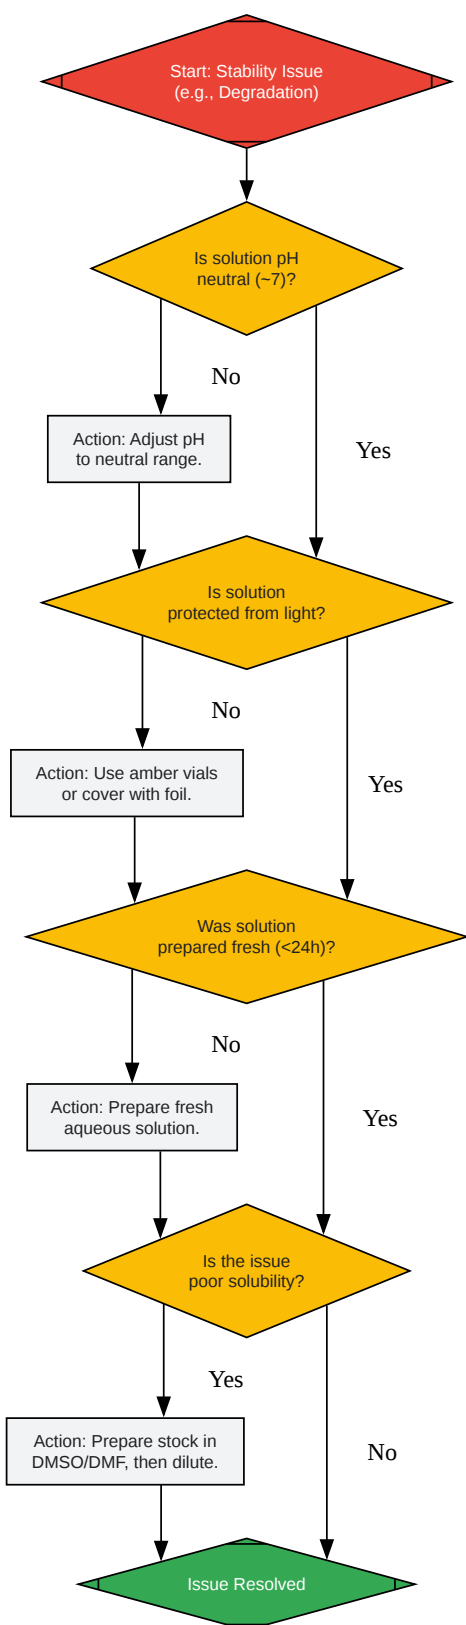 Start: Stability Issue
(e.g., Degradation)
Is solution pH
neutral (~7)?
No
Action: Adjust pH
to neutral range.
Yes
Is solution
protected from light?
No
Action: Use amber vials
or cover with foil.
Yes
Was solution
prepared fresh (<24h)?
No
Action: Prepare fresh
aqueous solution.
Yes
Is the issue
poor solubility?
Yes
Action: Prepare stock in
DMSO/DMF, then dilute.
No
Issue Resolved